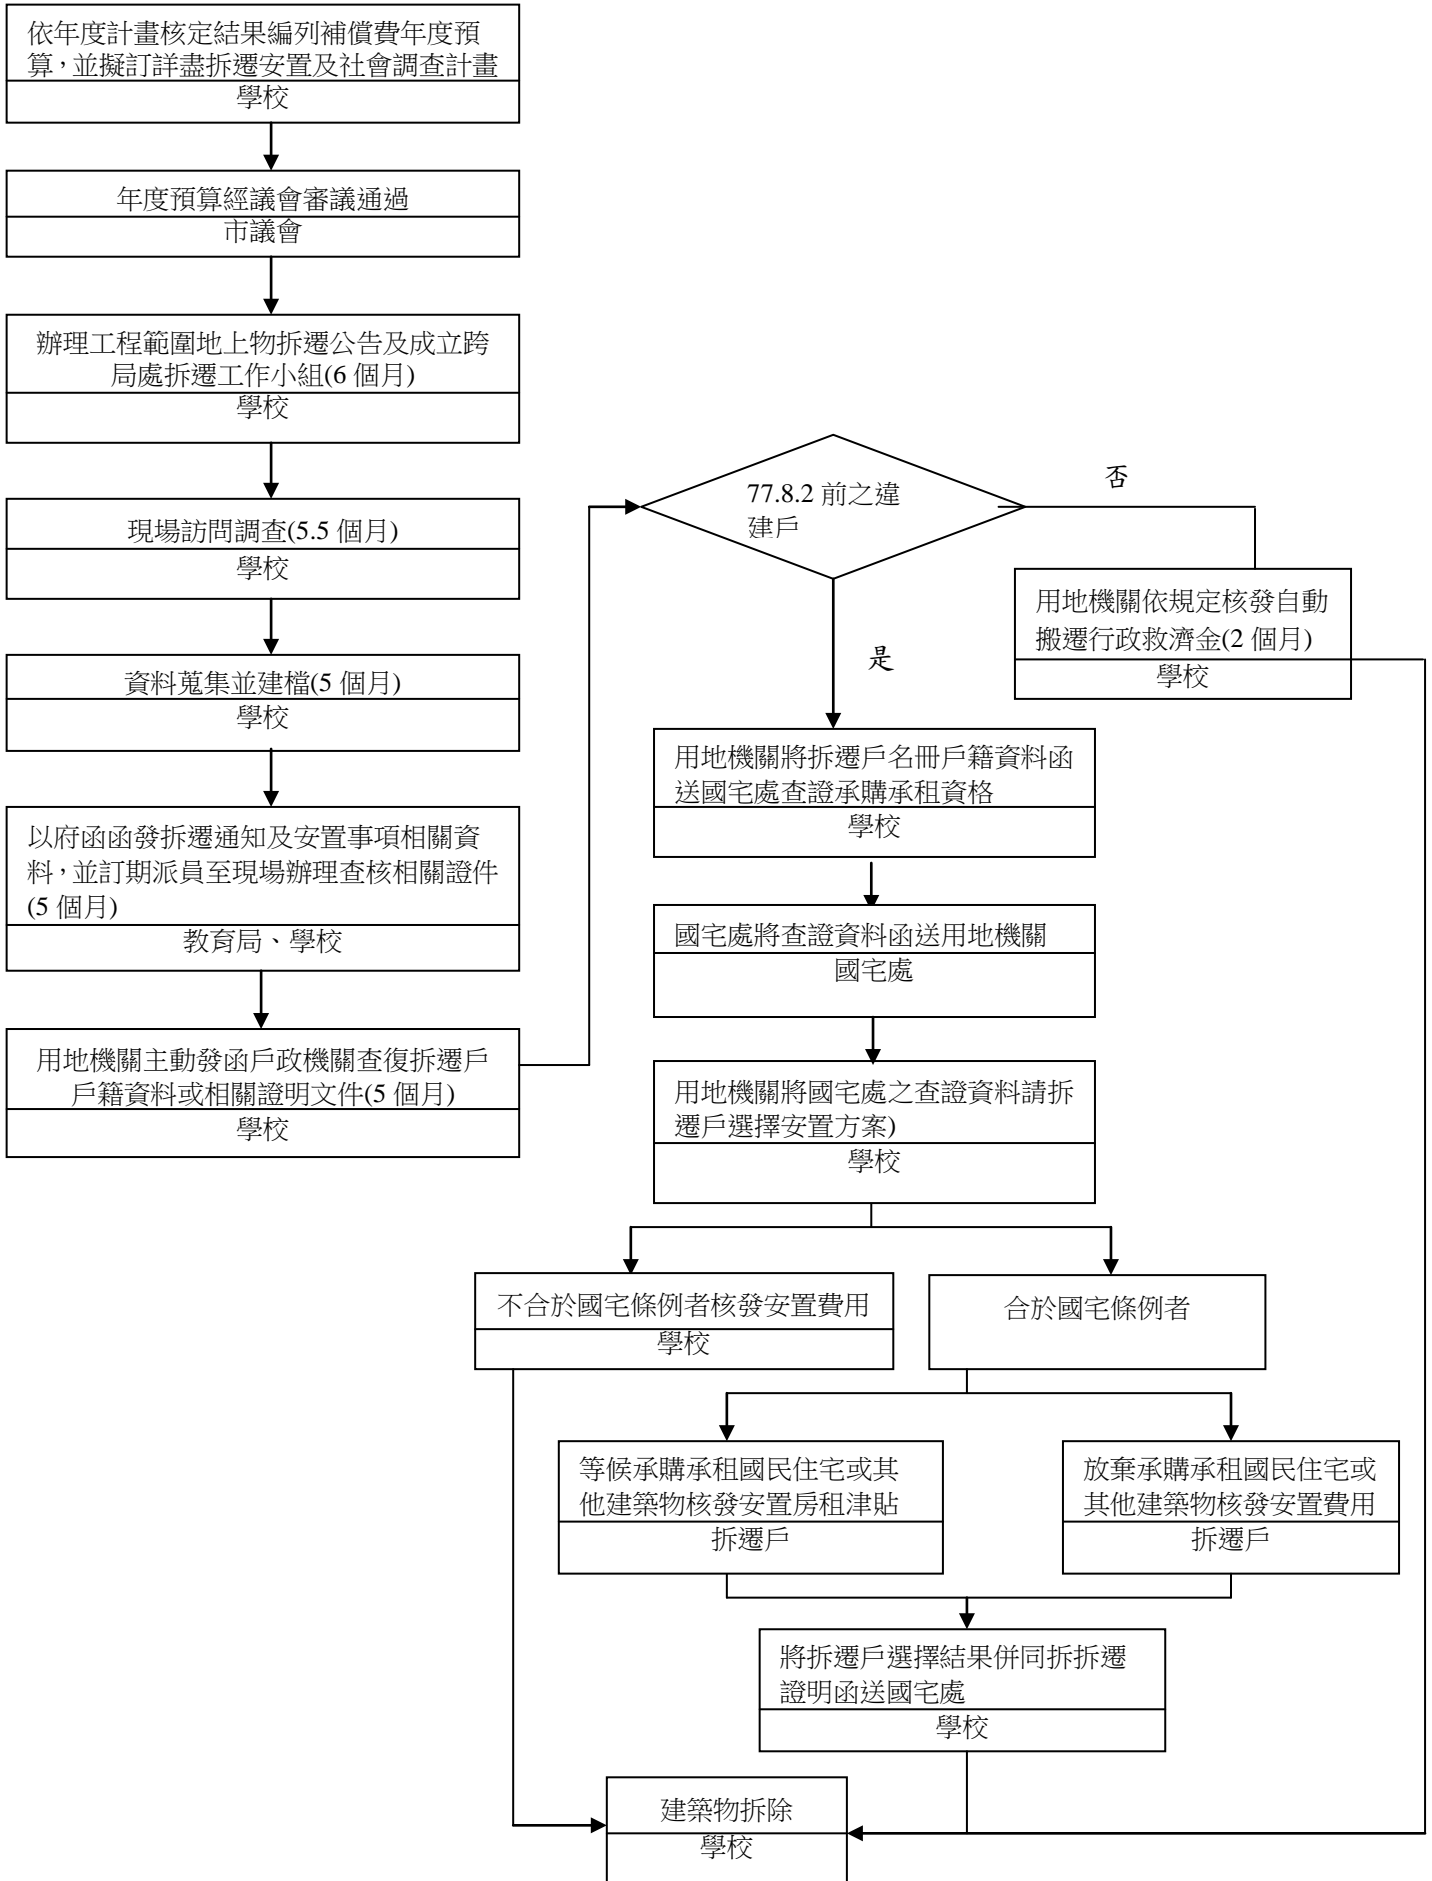 依年度計畫核定結果編列補償費年度預
算，並擬訂詳盡拆遷安置及社會調查計畫
學校
年度預算經議會審議通過
市議會
辦理工程範圍地上物拆遷公告及成立跨
局處拆遷工作小組(6 個月)
學校
現場訪問調查(5.5 個月)
學校
資料蒐集並建檔(5 個月)
學校
以府函函發拆遷通知及安置事項相關資
料，並訂期派員至現場辦理查核相關證件
(5 個月)
教育局、學校
用地機關主動發函戶政機關查復拆遷戶
戶籍資料或相關證明文件(5 個月)
學校
77.8.2 前之違
建戶
否
用地機關依規定核發自動
搬遷行政救濟金(2 個月)
學校
是
用地機關將拆遷戶名冊戶籍資料函
送國宅處查證承購承租資格
學校
國宅處將查證資料函送用地機關
國宅處
用地機關將國宅處之查證資料請拆
遷戶選擇安置方案)
學校
不合於國宅條例者核發安置費用
學校
合於國宅條例者
等候承購承租國民住宅或其
他建築物核發安置房租津貼
拆遷戶
放棄承購承租國民住宅或
其他建築物核發安置費用
拆遷戶
將拆遷戶選擇結果併同拆拆遷
證明函送國宅處
學校
建築物拆除
學校